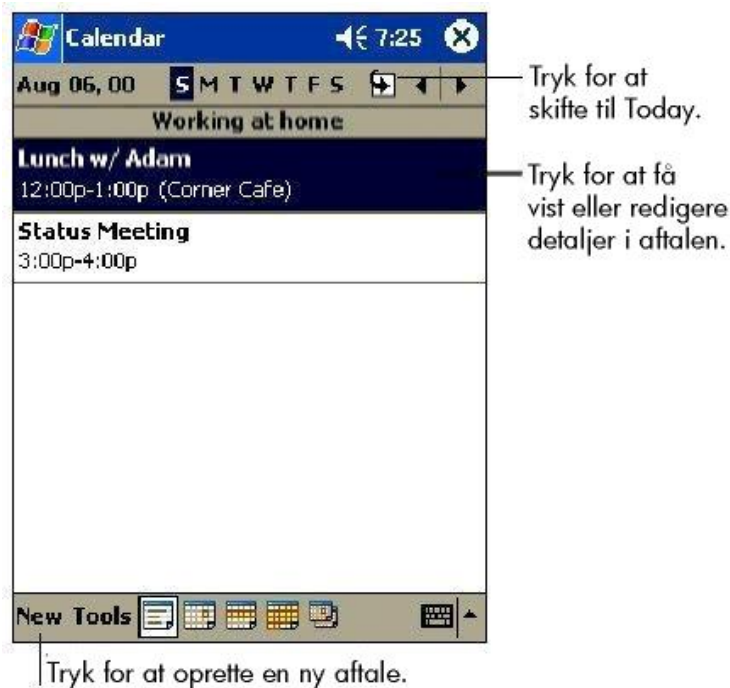 Calendar 7:25
Aug 06, 00 S M T W T F S
Working at home
Lunch w/ Adam
12:00p-1:00p (Corner Cafe)
Status Meeting
3:00p-4:00p
New Tools
Tryk for at
skifte til Today.
Tryk for at få
vist eller redigere
detaljer i aftalen.
Tryk for at oprette en ny aftale.